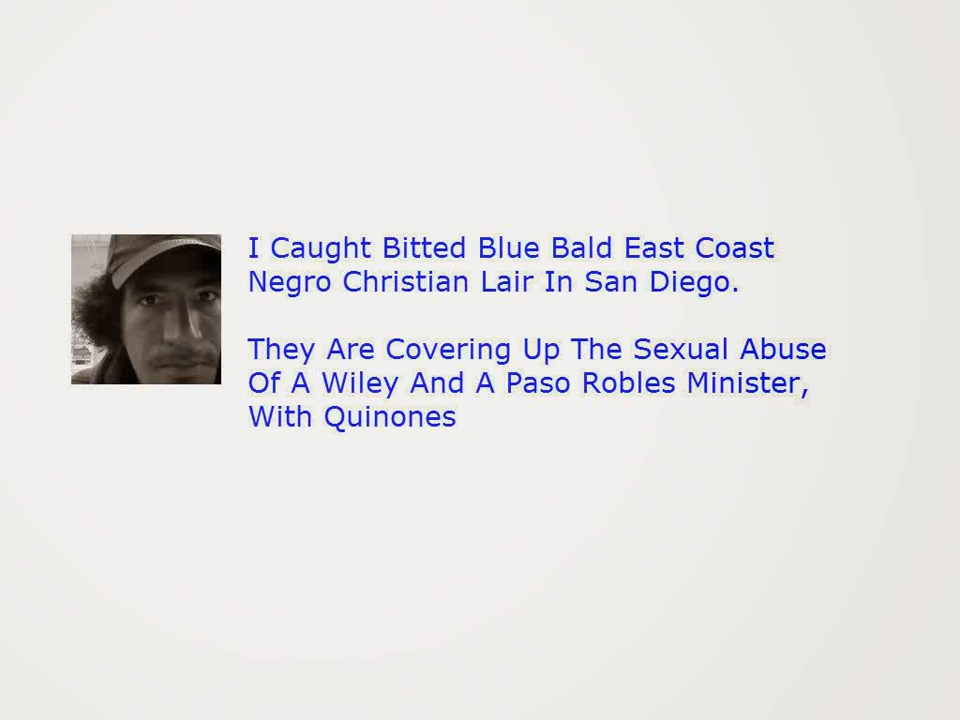 I Caught Bitted Blue Bald East Coast
Negro Christian Lair In San Diego.
They Are Covering Up The Sexual Abuse
Of A Wiley And A Paso Robles Minister,
With Quinones